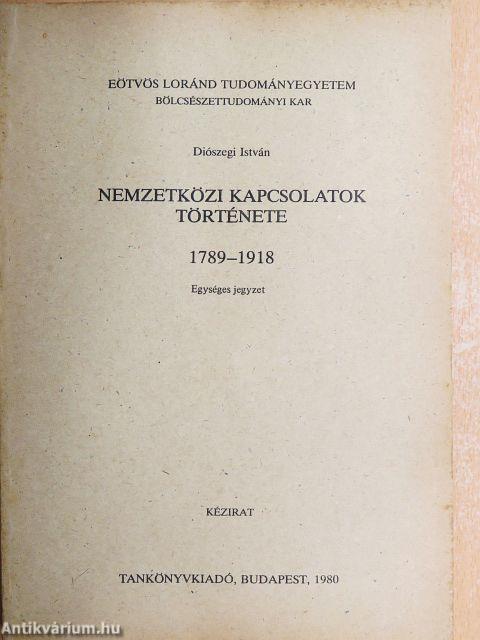 EÖTVÖS LORÁND TUDOMÁNYEGYETEM
BÖLCSÉSZETTUDOMÁNYI KAR
Diószegi István
NEMZETKÖZI KAPCSOLATOK
TÖRTÉNETE
1789–1918
Egységes jegyzet
KÉZIRAT
TANKÖNYVKIADÓ, BUDAPEST, 1980
Antikvárium.hu